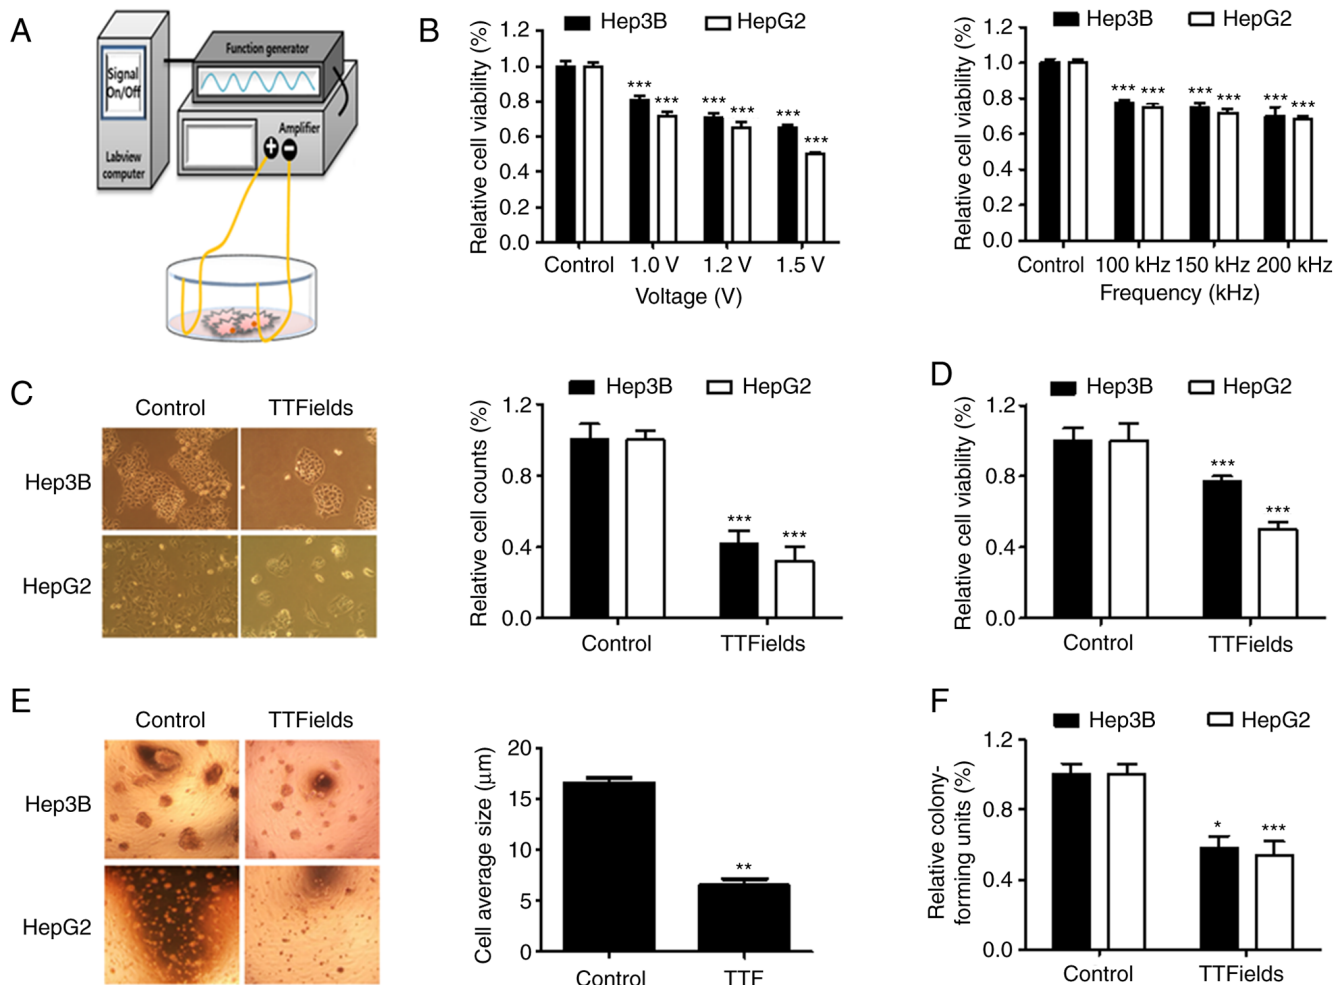 A
Signal
On/Off
Labview
computer
Function generator
Amplifier
+
−
B
Hep3B HepG2
Relative cell viability (%)
1.2
1.0
0.8
0.6
0.4
0.2
0.0
*** *** *** *** *** ***
Control 1.0 V 1.2 V 1.5 V
Voltage (V)
Hep3B HepG2
Relative cell viability (%)
1.2
1.0
0.8
0.6
0.4
0.2
0.0
*** *** *** *** *** ***
Control 100 kHz 150 kHz 200 kHz
Frequency (kHz)
C
Control TTFields
Hep3B
HepG2
Hep3B HepG2
Relative cell counts (%)
1.2
0.8
0.4
0.0
*** ***
Control TTFields
D
Hep3B HepG2
Relative cell viability (%)
1.2
0.8
0.4
0.0
*** ***
Control TTFields
E
Control TTFields
Hep3B
HepG2
Cell average size (μm)
20
15
10
5
0
**
Control TTF
F
Hep3B HepG2
Relative colony-
forming units (%)
1.2
0.8
0.4
0.0
* ***
Control TTFields